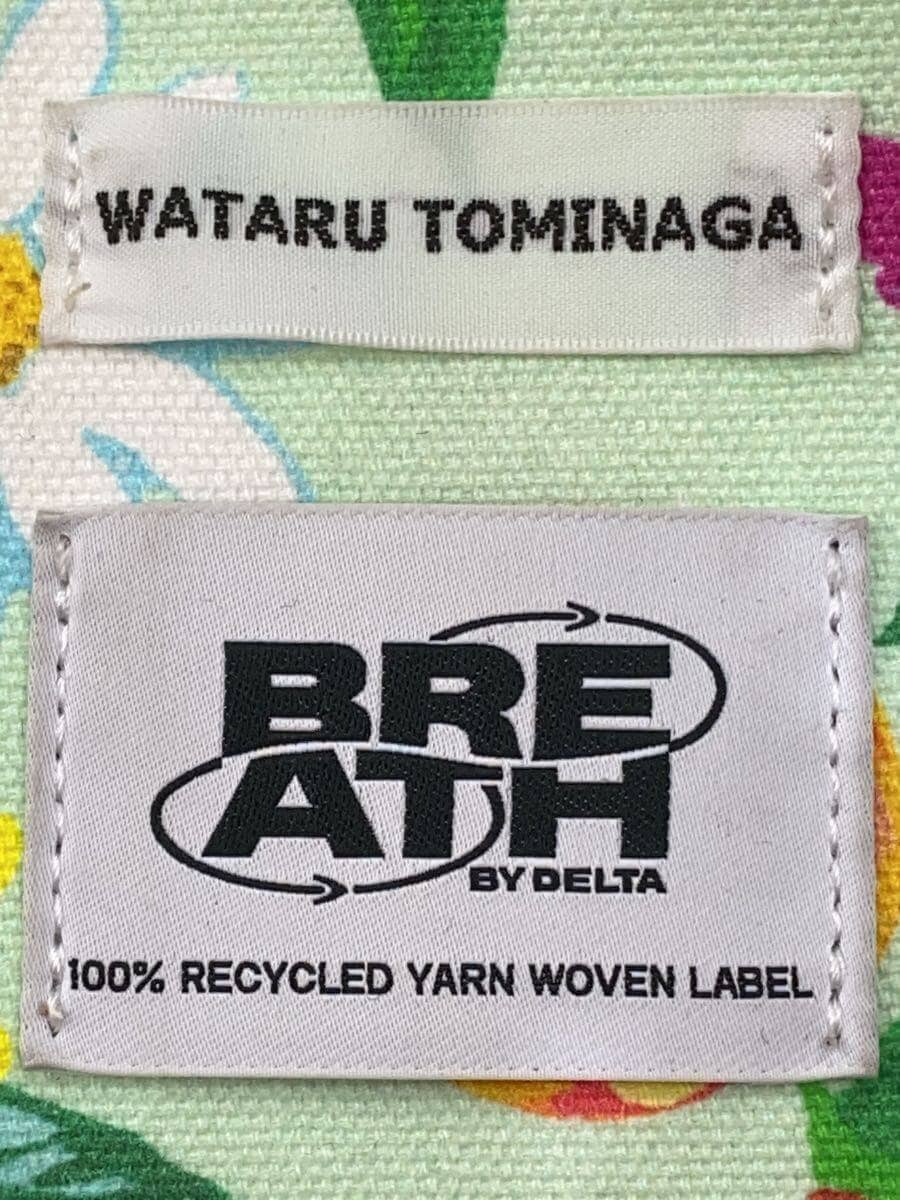 WATARU TOMINAGA
BRE
ATH
BY DELTA
100% RECYCLED YARN WOVEN LABEL